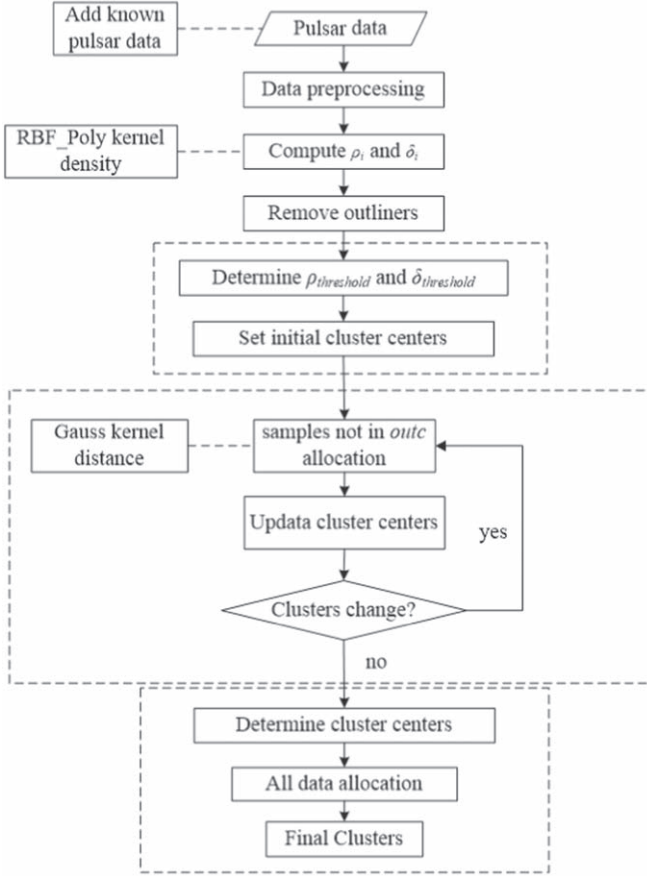 Add known
pulsar data
Pulsar data
Data preprocessing
RBF_Poly kernel
density
Compute ρi and δi
Remove outliners
Determine ρthreshold and δthreshold
Set initial cluster centers
Gauss kernel
distance
samples not in outc
allocation
Updata cluster centers
yes
Clusters change?
no
Determine cluster centers
All data allocation
Final Clusters